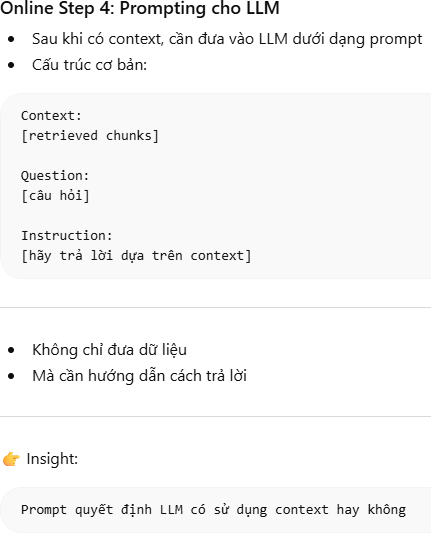 Online Step 4: Prompting cho LLM
• Sau khi có context, cần đưa vào LLM dưới dạng prompt
• Cấu trúc cơ bản:
Context:
[retrieved chunks]
Question:
[câu hỏi]
Instruction:
[hãy trả lời dựa trên context]
• Không chỉ đưa dữ liệu
• Mà cần hướng dẫn cách trả lời
👉 Insight:
Prompt quyết định LLM có sử dụng context hay không